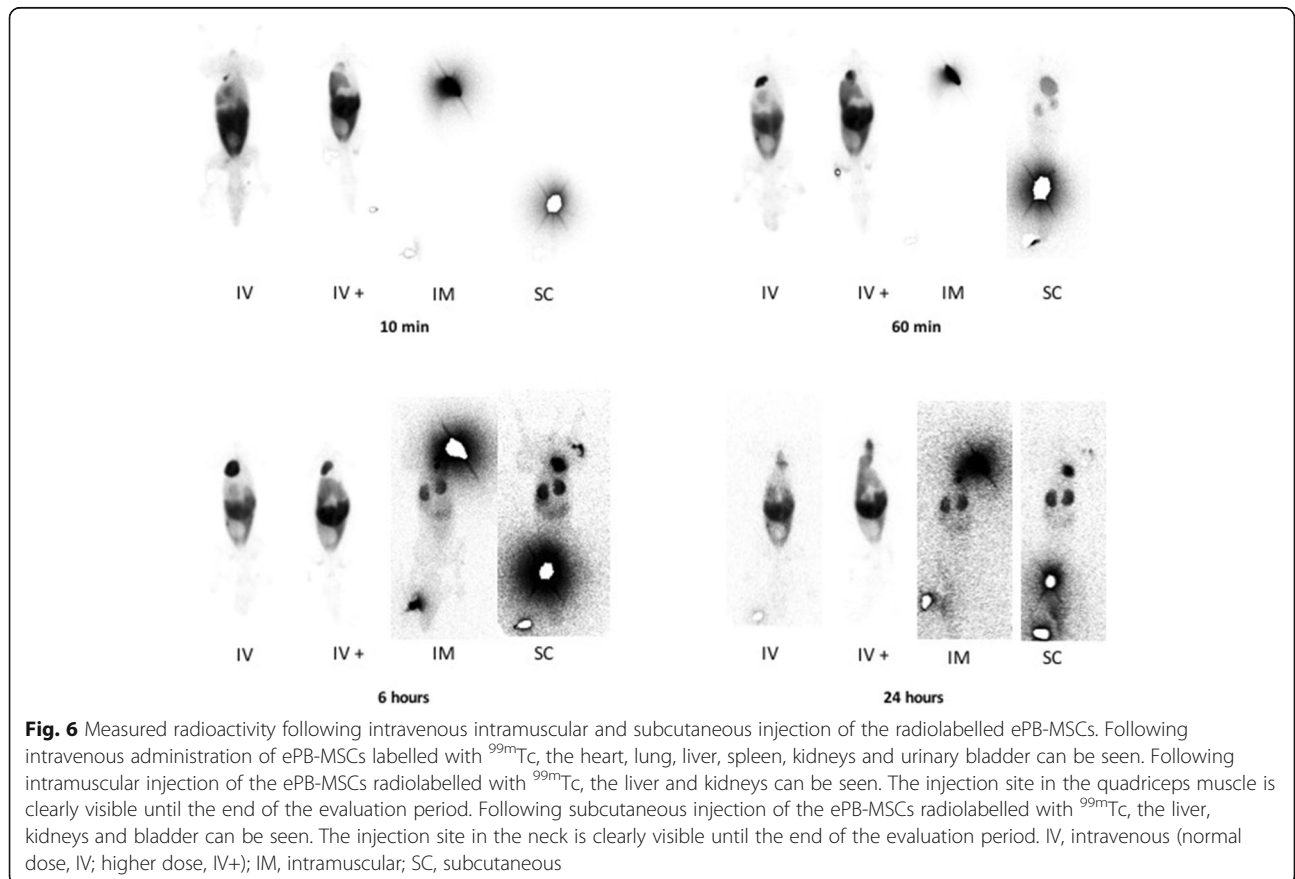 IV IV + IM SC
10 min
IV IV + IM SC
60 min
IV IV + IM SC
6 hours
IV IV + IM SC
24 hours
Fig. 6 Measured radioactivity following intravenous intramuscular and subcutaneous injection of the radiolabelled ePB-MSCs. Following
intravenous administration of ePB-MSCs labelled with ⁹⁹ᵐTc, the heart, lung, liver, spleen, kidneys and urinary bladder can be seen. Following
intramuscular injection of the ePB-MSCs radiolabelled with ⁹⁹ᵐTc, the liver and kidneys can be seen. The injection site in the quadriceps muscle is
clearly visible until the end of the evaluation period. Following subcutaneous injection of the ePB-MSCs radiolabelled with ⁹⁹ᵐTc, the liver,
kidneys and bladder can be seen. The injection site in the neck is clearly visible until the end of the evaluation period. IV, intravenous (normal
dose, IV; higher dose, IV+); IM, intramuscular; SC, subcutaneous